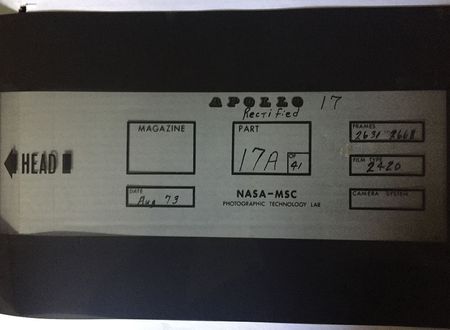 APOLLO 17
Rectified
MAGAZINE
PART
17A
OF
41
FRAMES
2631 2668
FILM TYPE
2420
CAMERA SYSTEM
HEAD
DATE
Aug 73
NASA-MSC
PHOTOGRAPHIC TECHNOLOGY LAB